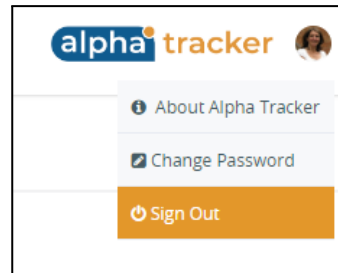 alpha tracker
About Alpha Tracker
Change Password
Sign Out